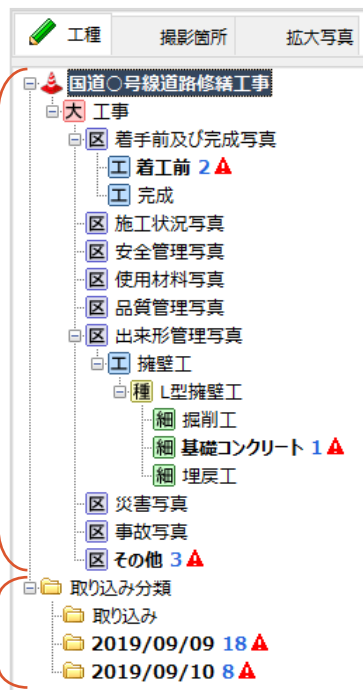 工種 撮影箇所 拡大写真
国道○号線道路修繕工事
大 工事
区 着手前及び完成写真
工 着工前 2
工 完成
区 施工状況写真
区 安全管理写真
区 使用材料写真
区 品質管理写真
区 出来形管理写真
工 擁壁工
種 L型擁壁工
細 掘削工
細 基礎コンクリート 1
細 埋戻工
区 災害写真
区 事故写真
区 その他 3
取り込み分類
取り込み
2019/09/09 18
2019/09/10 8